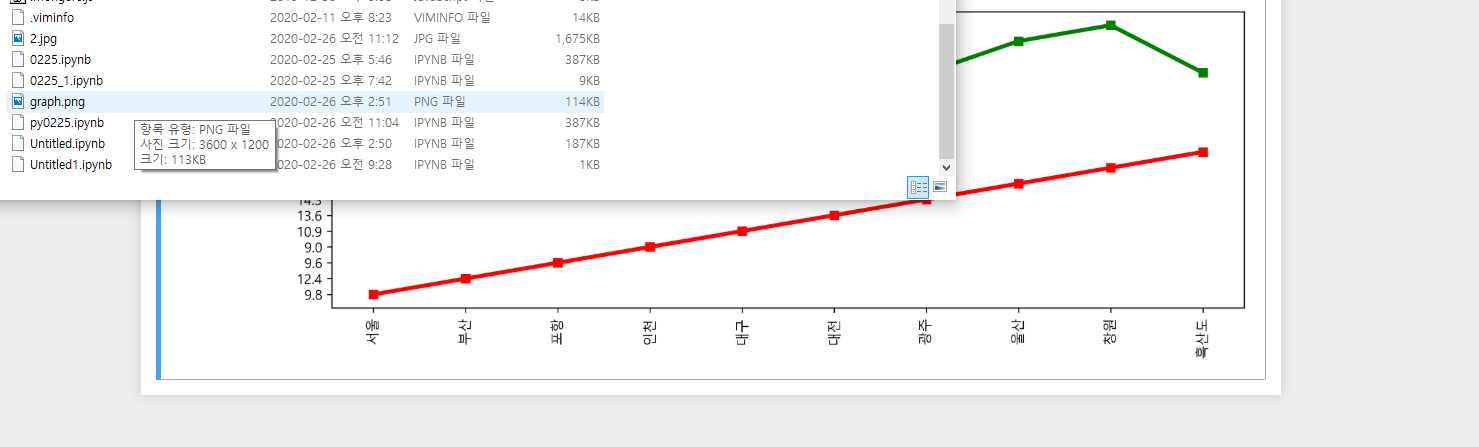 .viminfo 2020-02-11 오후 8:23 VIMINFO 파일 14KB
2.jpg 2020-02-26 오전 11:12 JPG 파일 1,675KB
0225.ipynb 2020-02-25 오후 5:46 IPYNB 파일 387KB
0225_1.ipynb 2020-02-25 오후 7:42 IPYNB 파일 9KB
graph.png 2020-02-26 오후 2:51 PNG 파일 114KB
py0225.ipynb 2020-02-26 오전 11:04 IPYNB 파일 387KB
Untitled.ipynb 2020-02-26 오후 2:50 IPYNB 파일 187KB
Untitled1.ipynb 2020-02-26 오전 9:28 IPYNB 파일 1KB
항목 유형: PNG 파일
사진 크기: 3600 x 1200
크기: 113KB
13.6
10.9
9.0
9.6
12.4
9.8
서울
부산
포항
인천
대구
대전
광주
울산
창원
흑산도